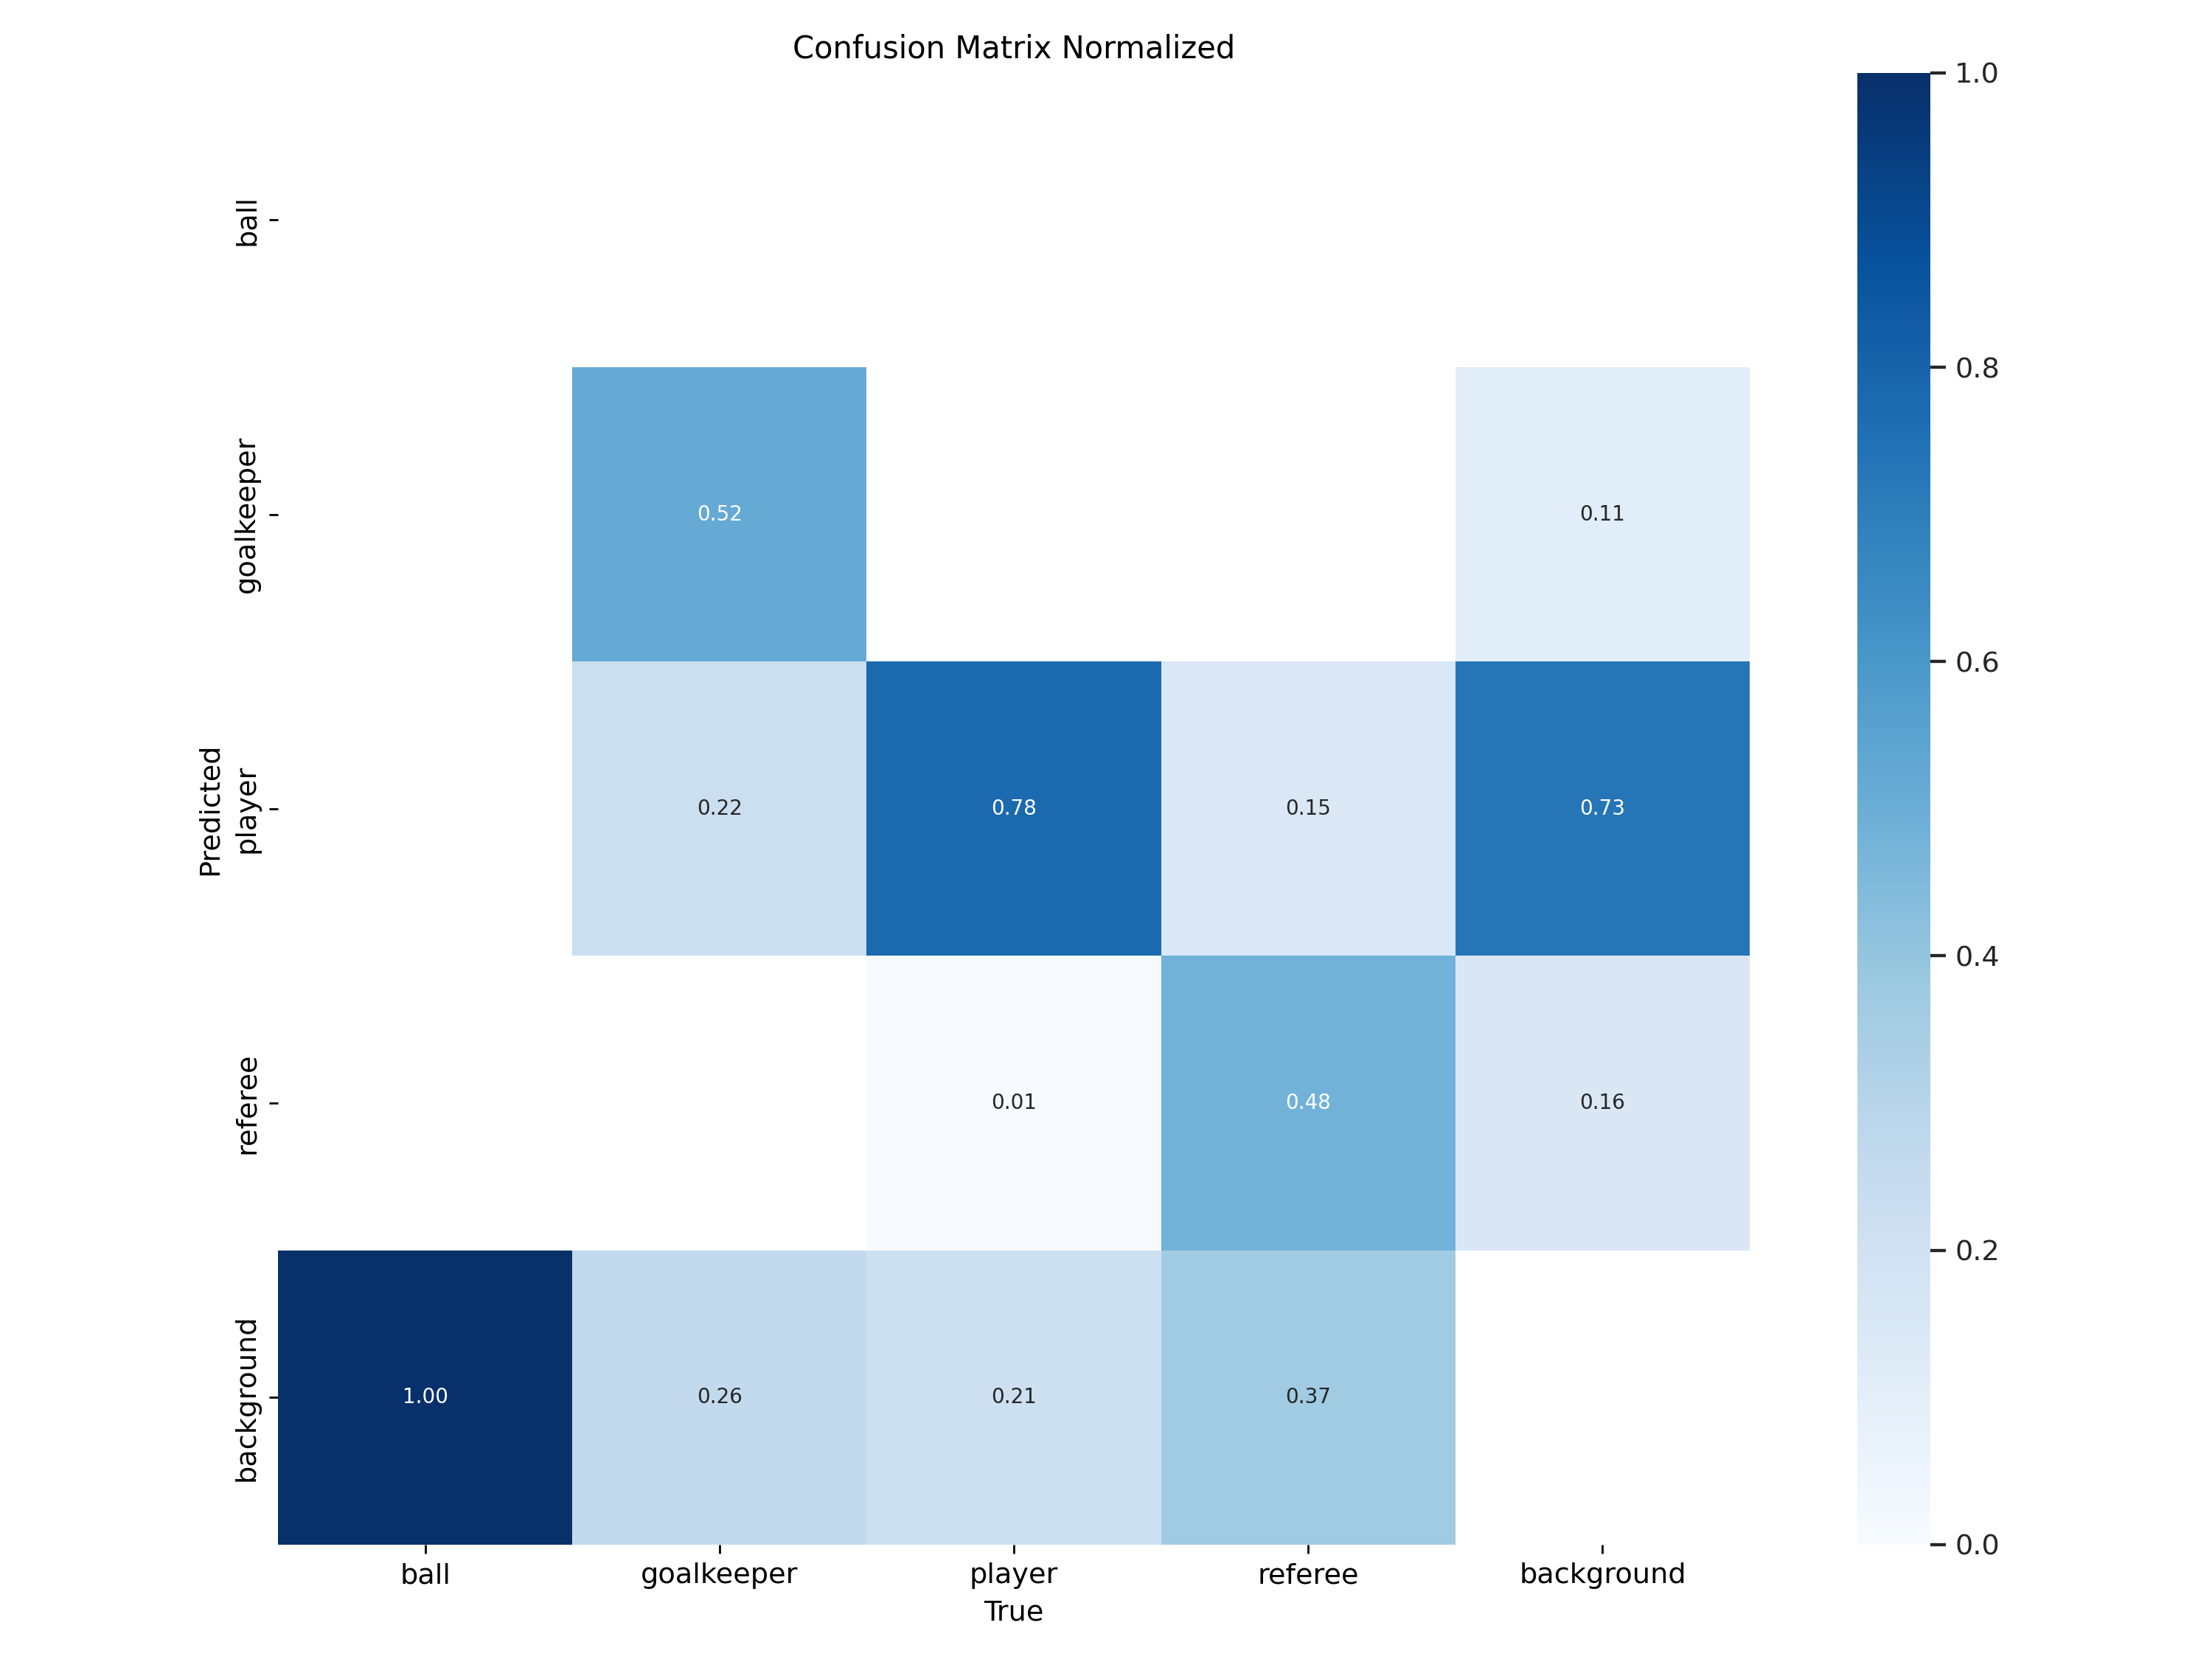 Confusion Matrix Normalized
1.0
ball
0.8
goalkeeper
0.52
0.11
0.6
Predicted
player
0.22
0.78
0.15
0.73
0.4
referee
0.01
0.48
0.16
0.2
background
1.00
0.26
0.21
0.37
0.0
ball goalkeeper player referee background
True